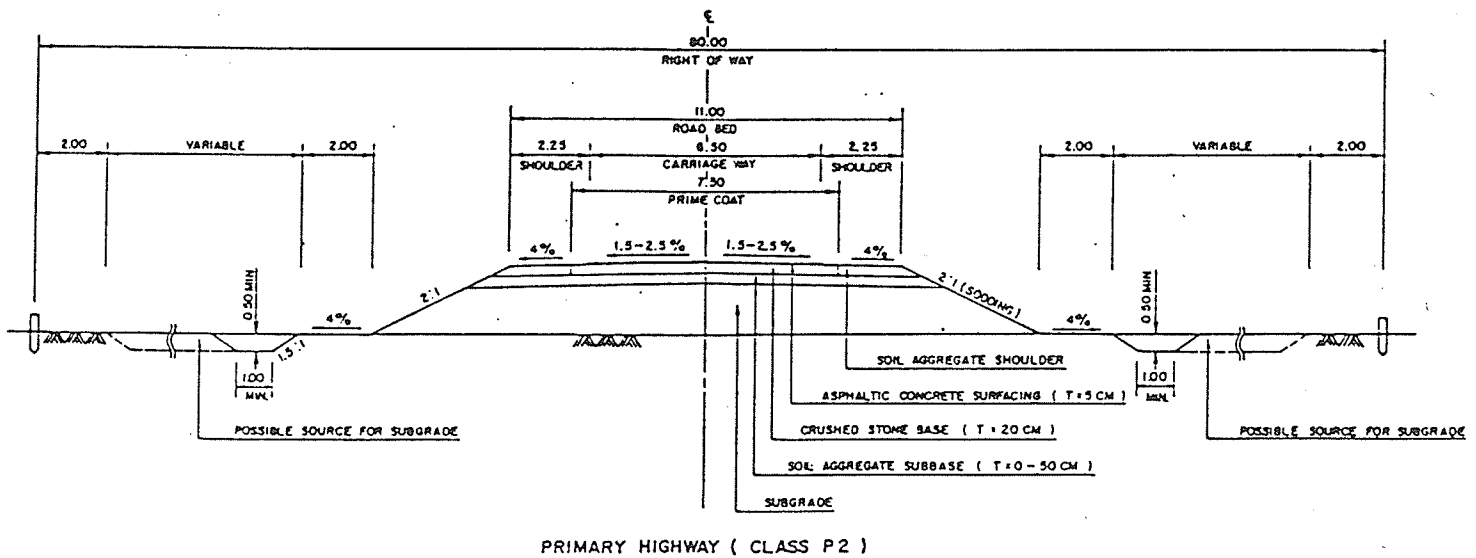 ℄
80.00
RIGHT OF WAY
11.00
ROAD BED
2.00 VARIABLE 2.00 2.25 6.50 2.25 2.00 VARIABLE 2.00
SHOULDER CARRIAGE WAY SHOULDER
7.50
PRIME COAT
4% 1.5-2.5% 1.5-2.5% 4%
0.50 MIN 2:1 2:1 (SODDING) 0.50 MIN
4% 4%
1.5:1
SOIL AGGREGATE SHOULDER
1.00 1.00
MIN. ASPHALTIC CONCRETE SURFACING ( T = 5 CM ) MIN.
POSSIBLE SOURCE FOR SUBGRADE CRUSHED STONE BASE ( T = 20 CM ) POSSIBLE SOURCE FOR SUBGRADE
SOIL AGGREGATE SUBBASE ( T = 0 - 50 CM )
SUBGRADE
PRIMARY HIGHWAY ( CLASS P2 )